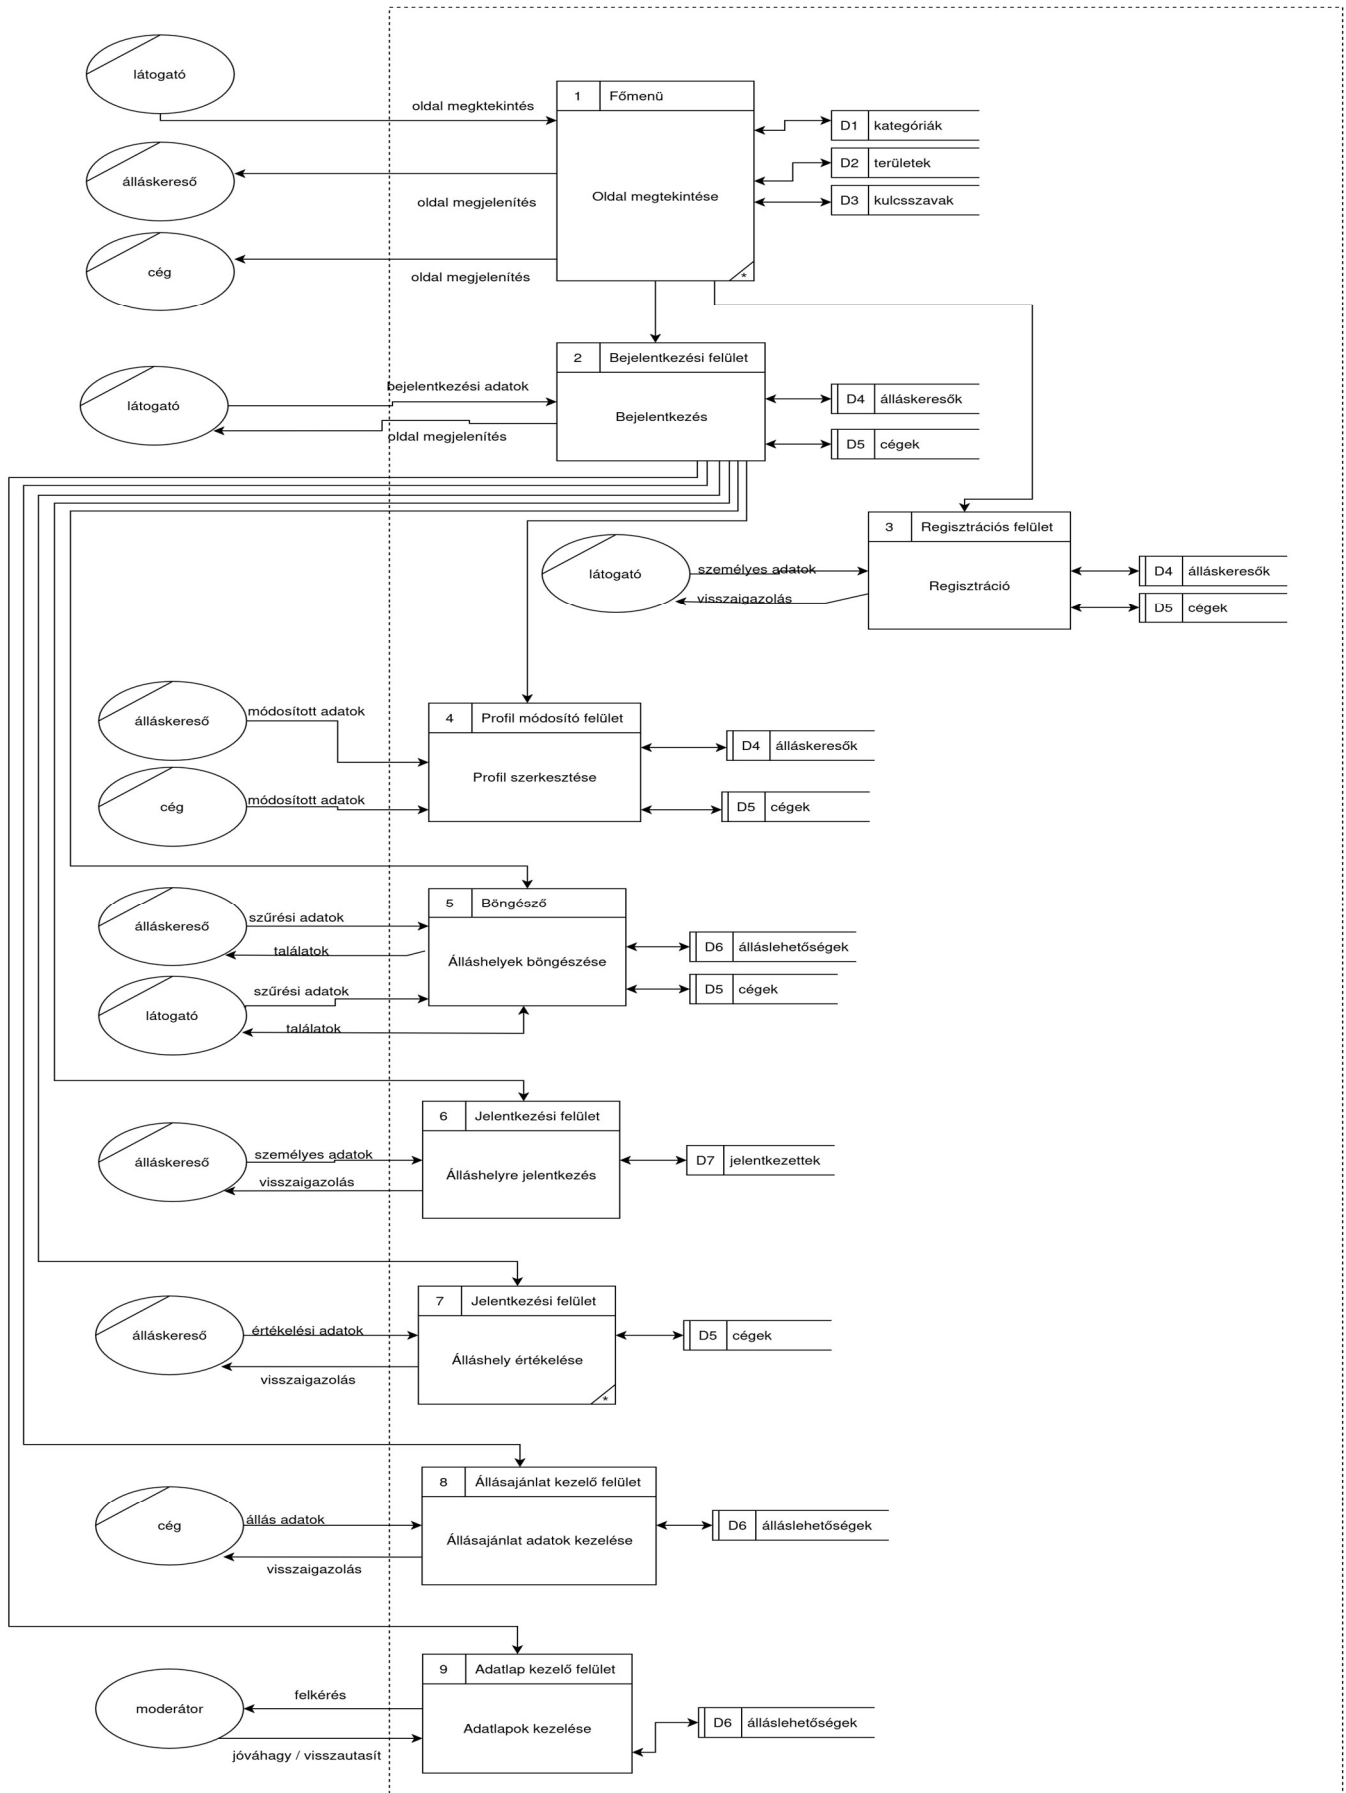 látogató
1 Főmenü
oldal megktekintés
D1 kategóriák
álláskereső
D2 területek
Oldal megtekintése
D3 kulcsszavak
oldal megjelenítés
cég
oldal megjelenítés
*
2 Bejelentkezési felület
bejelentkezési adatok
D4 álláskeresők
látogató
Bejelentkezés
oldal megjelenítés
D5 cégek
3 Regisztrációs felület
látogató
személyes adatok
D4 álláskeresők
Regisztráció
visszaigazolás
D5 cégek
álláskereső
módosított adatok
4 Profil módosító felület
D4 álláskeresők
Profil szerkesztése
cég
módosított adatok
D5 cégek
5 Böngésző
álláskereső
szűrési adatok
találatok
D6 álláslehetőségek
Álláshelyek böngészése
szűrési adatok
D5 cégek
látogató
találatok
6 Jelentkezési felület
álláskereső
személyes adatok
D7 jelentkezettek
Álláshelyre jelentkezés
visszaigazolás
7 Jelentkezési felület
álláskereső
értékelési adatok
D5 cégek
Álláshely értékelése
visszaigazolás
*
8 Állásajánlat kezelő felület
cég
állás adatok
D6 álláslehetőségek
Állásajánlat adatok kezelése
visszaigazolás
9 Adatlap kezelő felület
felkérés
moderátor
D6 álláslehetőségek
Adatlapok kezelése
jóváhagy / visszautasít